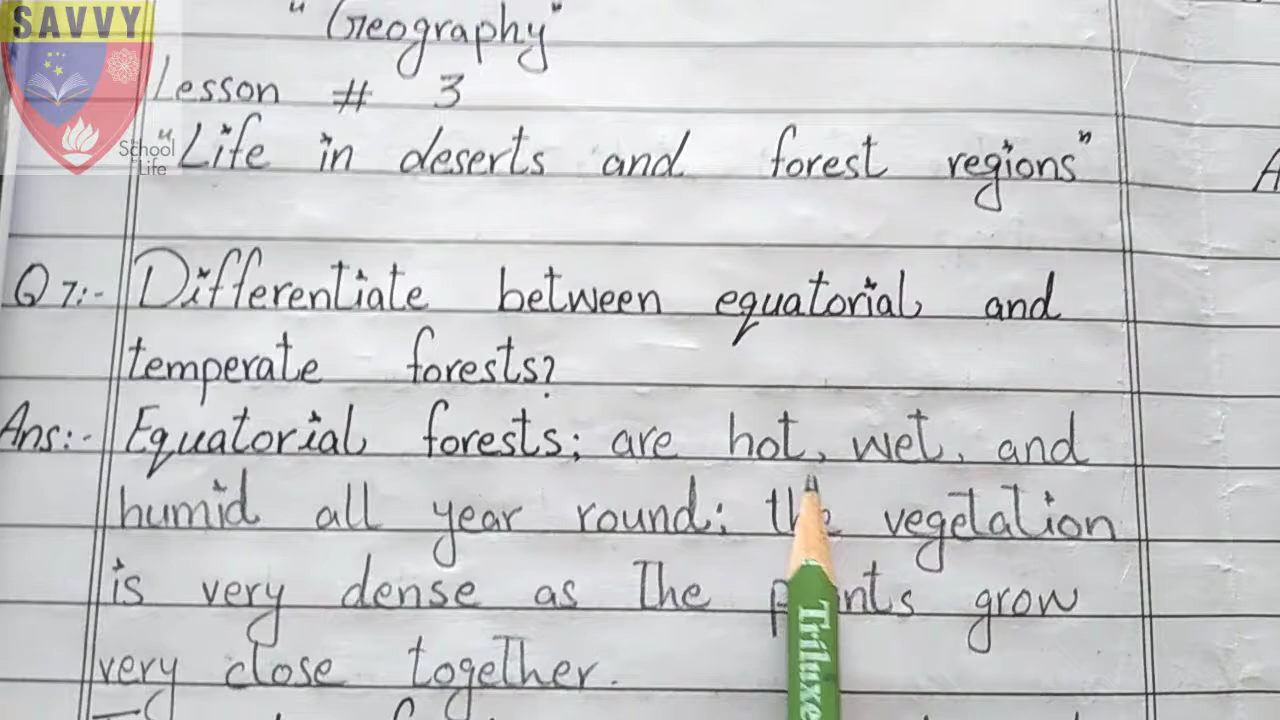 SAVVY
School Life
"Geography"
Lesson # 3
"Life in deserts and forest regions"
Q7:- Differentiate between equatorial and
temperate forests?
Ans:- Equatorial forests; are hot, wet, and
humid all year round; the vegetation
is very dense as The plants grow
very close together.
Triluxe